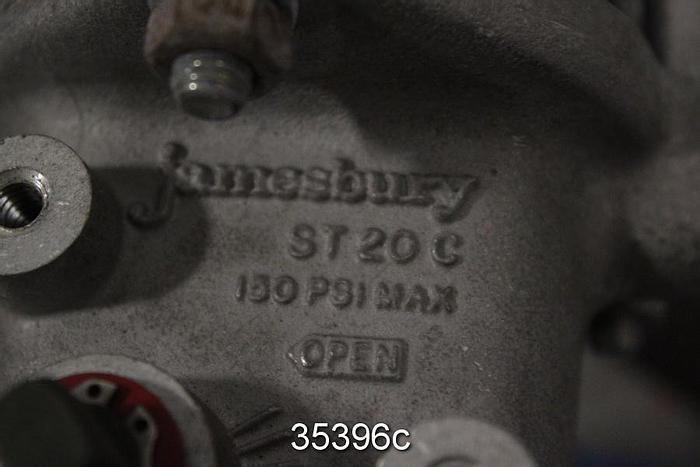 jamesbury
ST 20 C
150 PSI MAX
OPEN
35396c